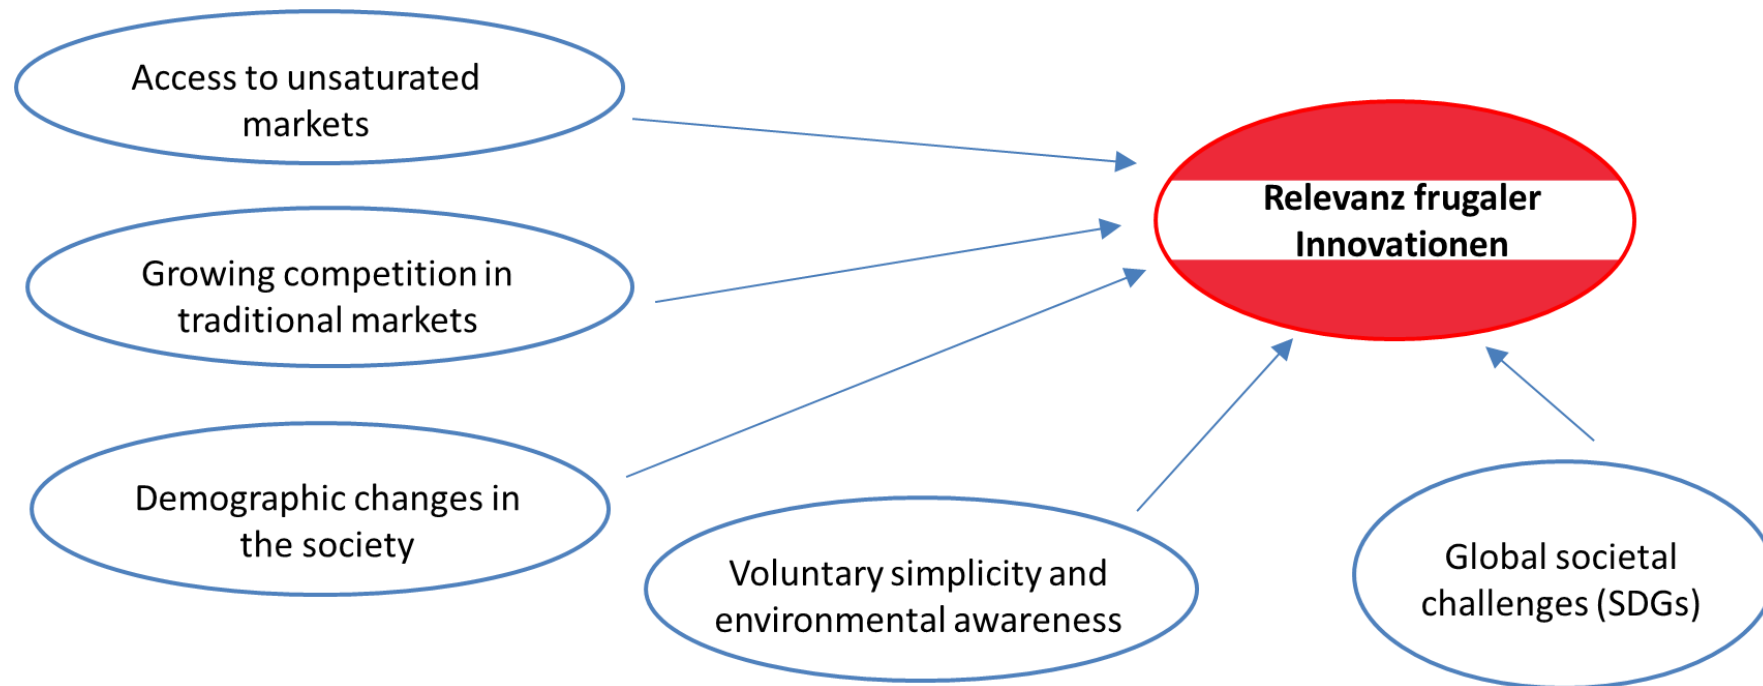 Access to unsaturated
markets
Relevanz frugaler
Innovationen
Growing competition in
traditional markets
Demographic changes in
the society
Voluntary simplicity and
environmental awareness
Global societal
challenges (SDGs)